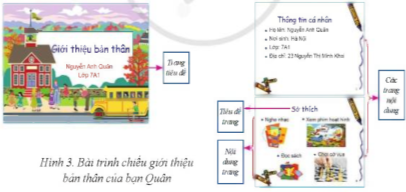 Giới thiệu bản thân
Nguyễn Anh Quân
Lớp 7A1
Trang
tiêu đề
Thông tin cá nhân
Họ tên: Nguyễn Anh Quân
Nơi sinh: Hà Nội
Lớp: 7A1
Địa chỉ: 23 Nguyễn Thị Minh Khai
Các
trang
nội
dung
Tiêu đề
trang
Sở thích
Nghe nhạc
Xem phim hoạt hình
Nội
dung
trang
Đọc sách
Chơi cờ vua
Hình 3. Bài trình chiếu giới thiệu
bản thân của bạn Quân